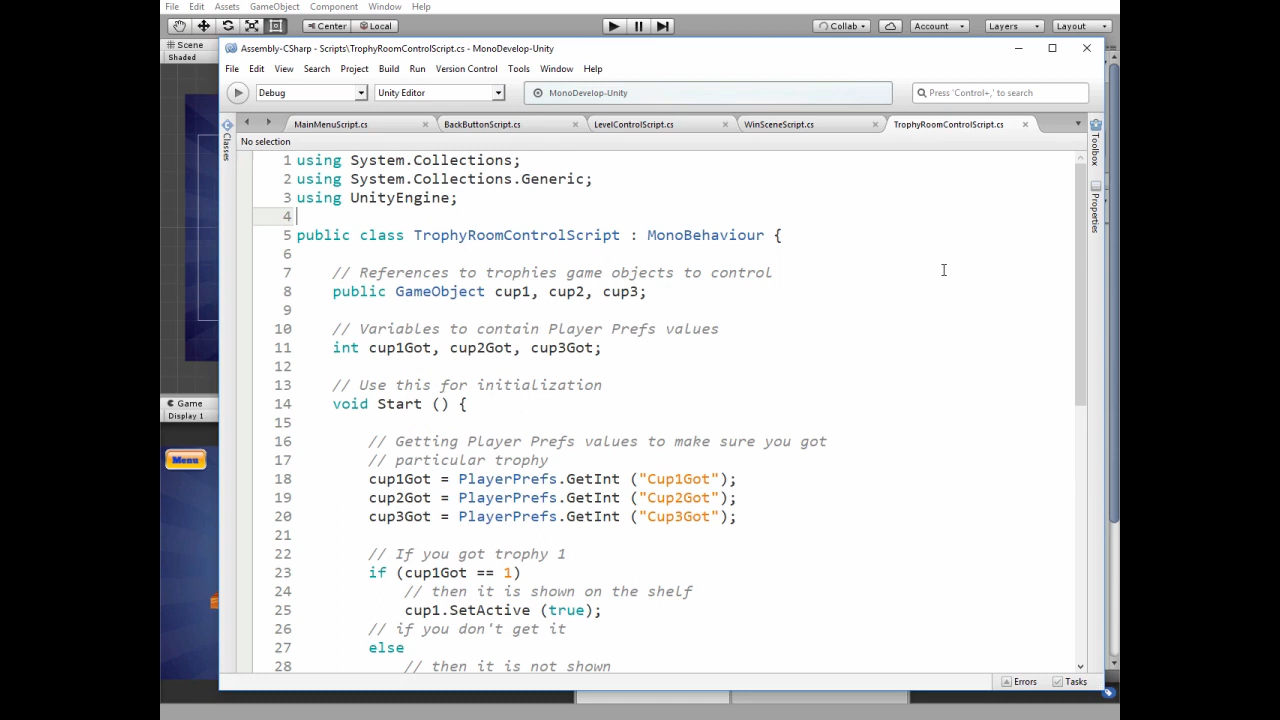 File Edit Assets GameObject Component Window Help
Center Local Collab Account Layers Layout
Scene
Shaded
Assembly-CSharp - Scripts\TrophyRoomControlScript.cs - MonoDevelop-Unity
File Edit View Search Project Build Run Version Control Tools Window Help
Debug Unity Editor MonoDevelop-Unity Press 'Control+,' to search
MainMenuScript.cs BackButtonScript.cs LevelControlScript.cs WinSceneScript.cs TrophyRoomControlScript.cs
No selection
Classes
Toolbox
Properties
1 using System.Collections;
2 using System.Collections.Generic;
3 using UnityEngine;
4
5 public class TrophyRoomControlScript : MonoBehaviour {
6
7 // References to trophies game objects to control
8 public GameObject cup1, cup2, cup3;
9
10 // Variables to contain Player Prefs values
11 int cup1Got, cup2Got, cup3Got;
12
13 // Use this for initialization
14 void Start () {
15
16 // Getting Player Prefs values to make sure you got
17 // particular trophy
18 cup1Got = PlayerPrefs.GetInt ("Cup1Got");
19 cup2Got = PlayerPrefs.GetInt ("Cup2Got");
20 cup3Got = PlayerPrefs.GetInt ("Cup3Got");
21
22 // If you got trophy 1
23 if (cup1Got == 1)
24 // then it is shown on the shelf
25 cup1.SetActive (true);
26 // if you don't get it
27 else
28 // then it is not shown
Game
Display 1
Menu
Errors Tasks